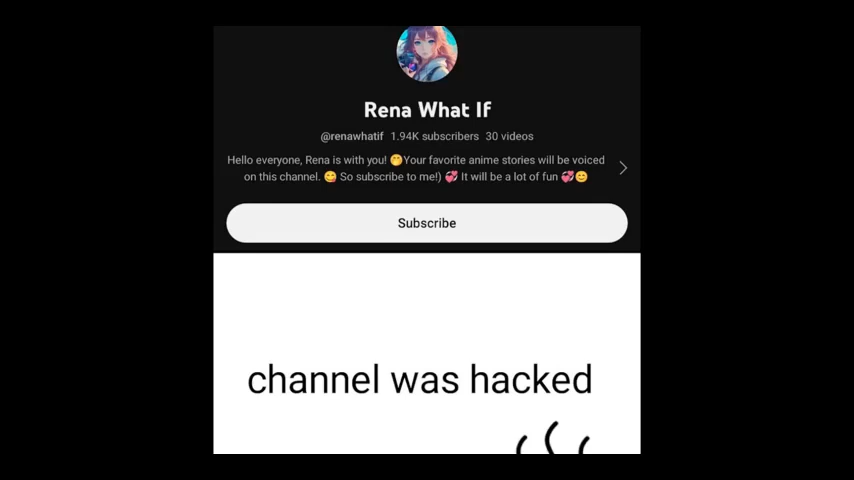 Rena What If
@renawhatif 1.94K subscribers 30 videos
Hello everyone, Rena is with you! 🤭Your favorite anime stories will be voiced
on this channel. 😋 So subscribe to me!) 💞 It will be a lot of fun 💞😊
Subscribe
channel was hacked